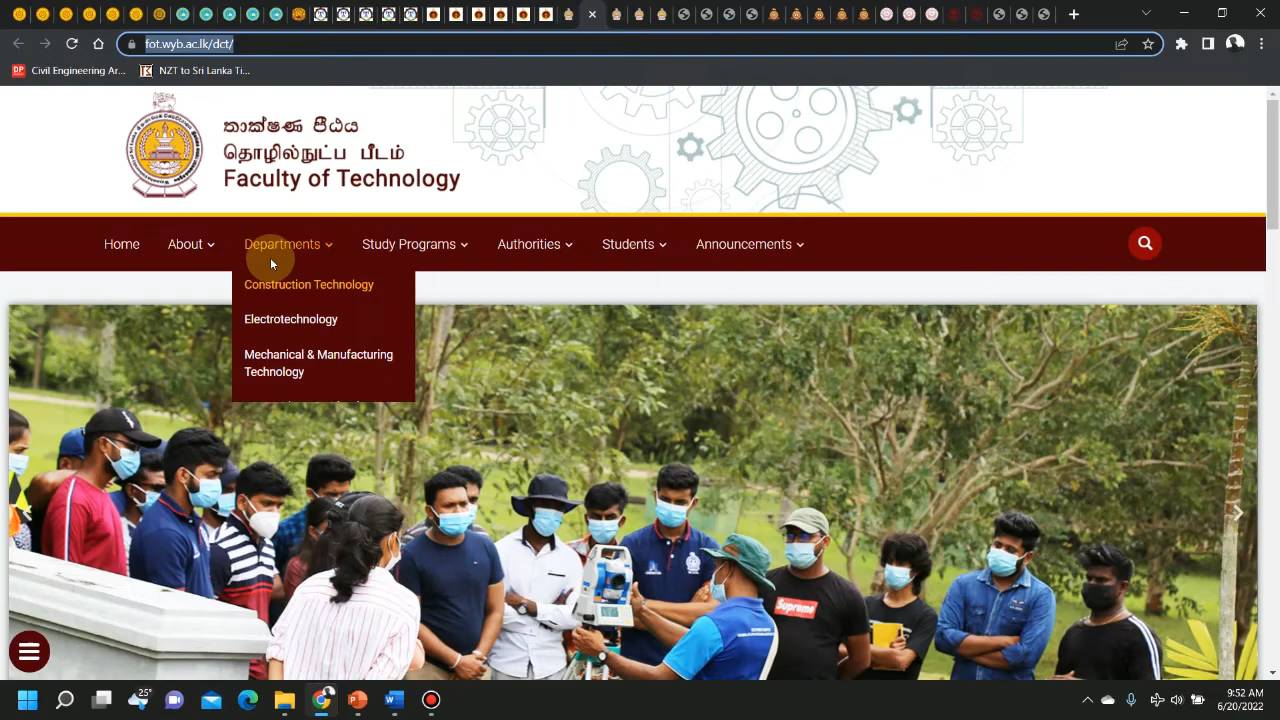 fot.wyb.ac.lk/dct/
DP Civil Engineering Ar...
NZT to Sri Lanka Ti...
තාක්ෂණ පීඨය
தொழில்நுட்ப பீடம்
Faculty of Technology
Home
About
Departments
Study Programs
Authorities
Students
Announcements
Construction Technology
Electrotechnology
Mechanical & Manufacturing
Technology
Supreme
25°
9:52 AM
6/20/2022